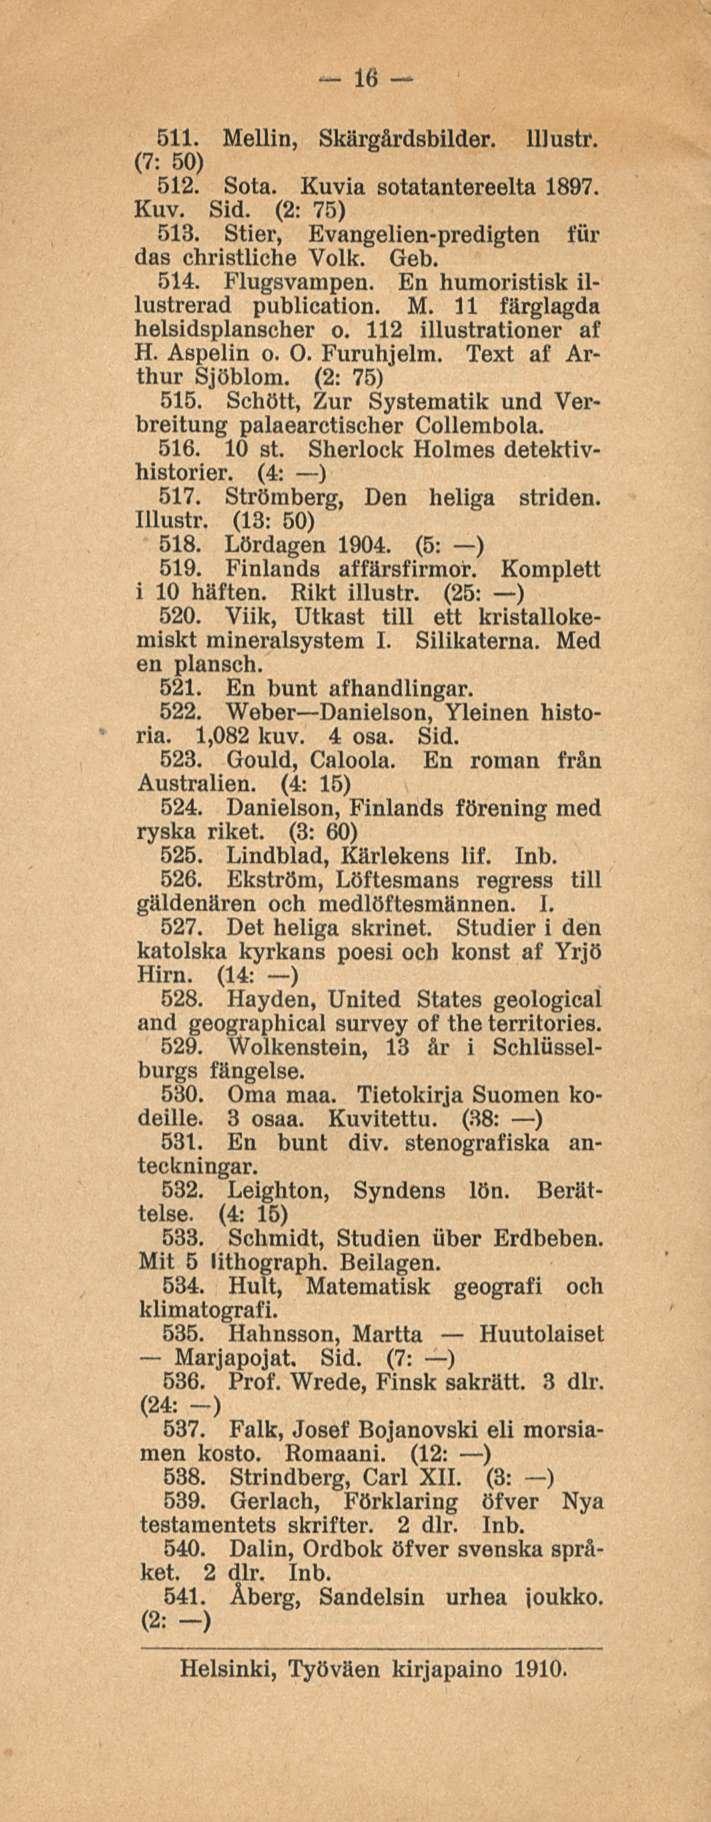 — 16 —
511. Mellin, Skärgårdsbilder. Illustr.
(7: 50)
512. Sota. Kuvia sotatantereelta 1897.
Kuv. Sid. (2: 75)
513. Stier, Evangelien-predigten für
das christliche Volk. Geb.
514. Flugsvampen. En humoristisk il-
lustrerad publication. M. 11 färglagda
helsidsplanscher o. 112 illustrationer af
H. Aspelin o. O. Furuhjelm. Text af Ar-
thur Sjöblom. (2: 75)
515. Schött, Zur Systematik und Ver-
breitung palaearctischer Collembola.
516. 10 st. Sherlock Holmes detektiv-
historier. (4: —)
517. Strömberg, Den heliga striden.
Illustr. (13: 50)
518. Lördagen 1904. (5: —)
519. Finlands affärsfirmor. Komplett
i 10 häften. Rikt illustr. (25: —)
520. Viik, Utkast till ett kristalloke-
miskt mineralsystem I. Silikaterna. Med
en plansch.
521. En bunt afhandlingar.
522. Weber—Danielson, Yleinen histo-
ria. 1,082 kuv. 4 osa. Sid.
523. Gould, Caloola. En roman från
Australien. (4: 15)
524. Danielson, Finlands förening med
ryska riket. (3: 60)
525. Lindblad, Kärlekens lif. Inb.
526. Ekström, Löftesmans regress till
gäldenären och medlöftesmännen. I.
527. Det heliga skrinet. Studier i den
katolska kyrkans poesi och konst af Yrjö
Hirn. (14: —)
528. Hayden, United States geological
and geographical survey of the territories.
529. Wolkenstein, 13 år i Schlüssel-
burgs fängelse.
530. Oma maa. Tietokirja Suomen ko-
deille. 3 osaa. Kuvitettu. (38: —)
531. En bunt div. stenografiska an-
teckningar.
532. Leighton, Syndens lön. Berät-
telse. (4: 15)
533. Schmidt, Studien über Erdbeben.
Mit 5 lithograph. Beilagen.
534. Hult, Matematisk geografi och
klimatografi.
535. Hahnsson, Martta — Huutolaiset
— Marjapojat. Sid. (7: —)
536. Prof. Wrede, Finsk sakrätt. 3 dlr.
(24: —)
537. Falk, Josef Bojanovski eli morsia-
men kosto. Romaani. (12: —)
538. Strindberg, Carl XII. (3: —)
539. Gerlach, Förklaring öfver Nya
testamentets skrifter. 2 dlr. Inb.
540. Dalin, Ordbok öfver svenska språ-
ket. 2 dlr. Inb.
541. Åberg, Sandelsin urhea joukko.
(2: —)
Helsinki, Työväen kirjapaino 1910.